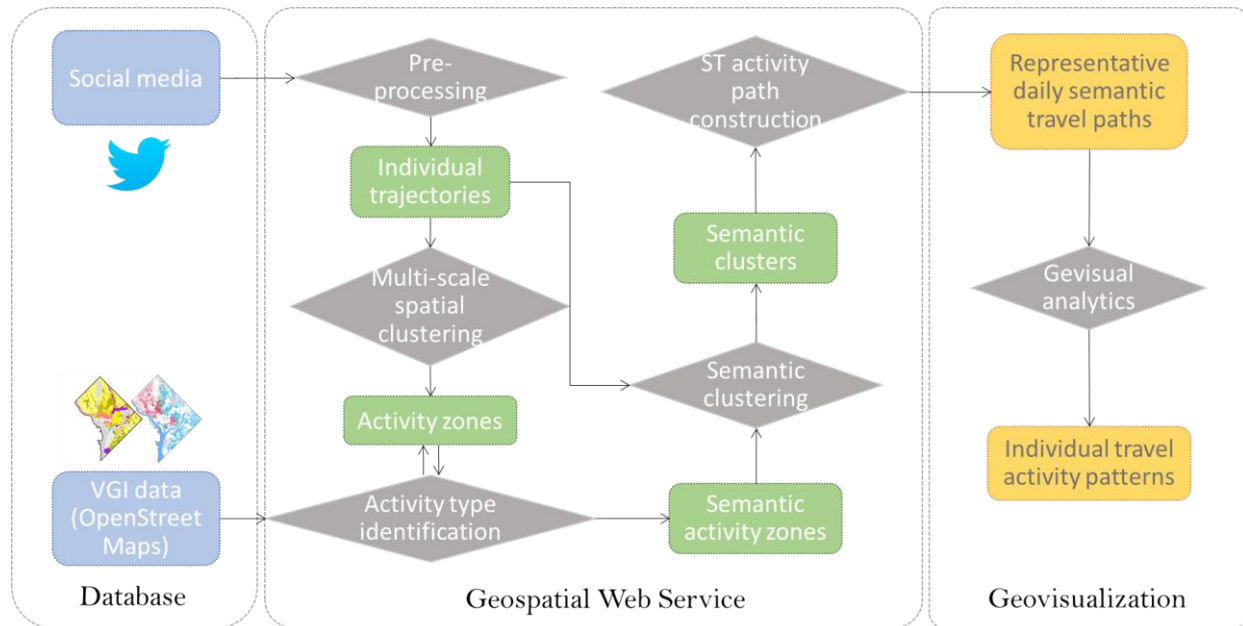 Social media
VGI data
(OpenStreet
Maps)
Database
Pre-
processing
Individual
trajectories
Multi-scale
spatial
clustering
Activity zones
Activity type
identification
ST activity
path
construction
Semantic
clusters
Semantic
clustering
Semantic
activity zones
Geospatial Web Service
Representative
daily semantic
travel paths
Gevisual
analytics
Individual travel
activity patterns
Geovisualization